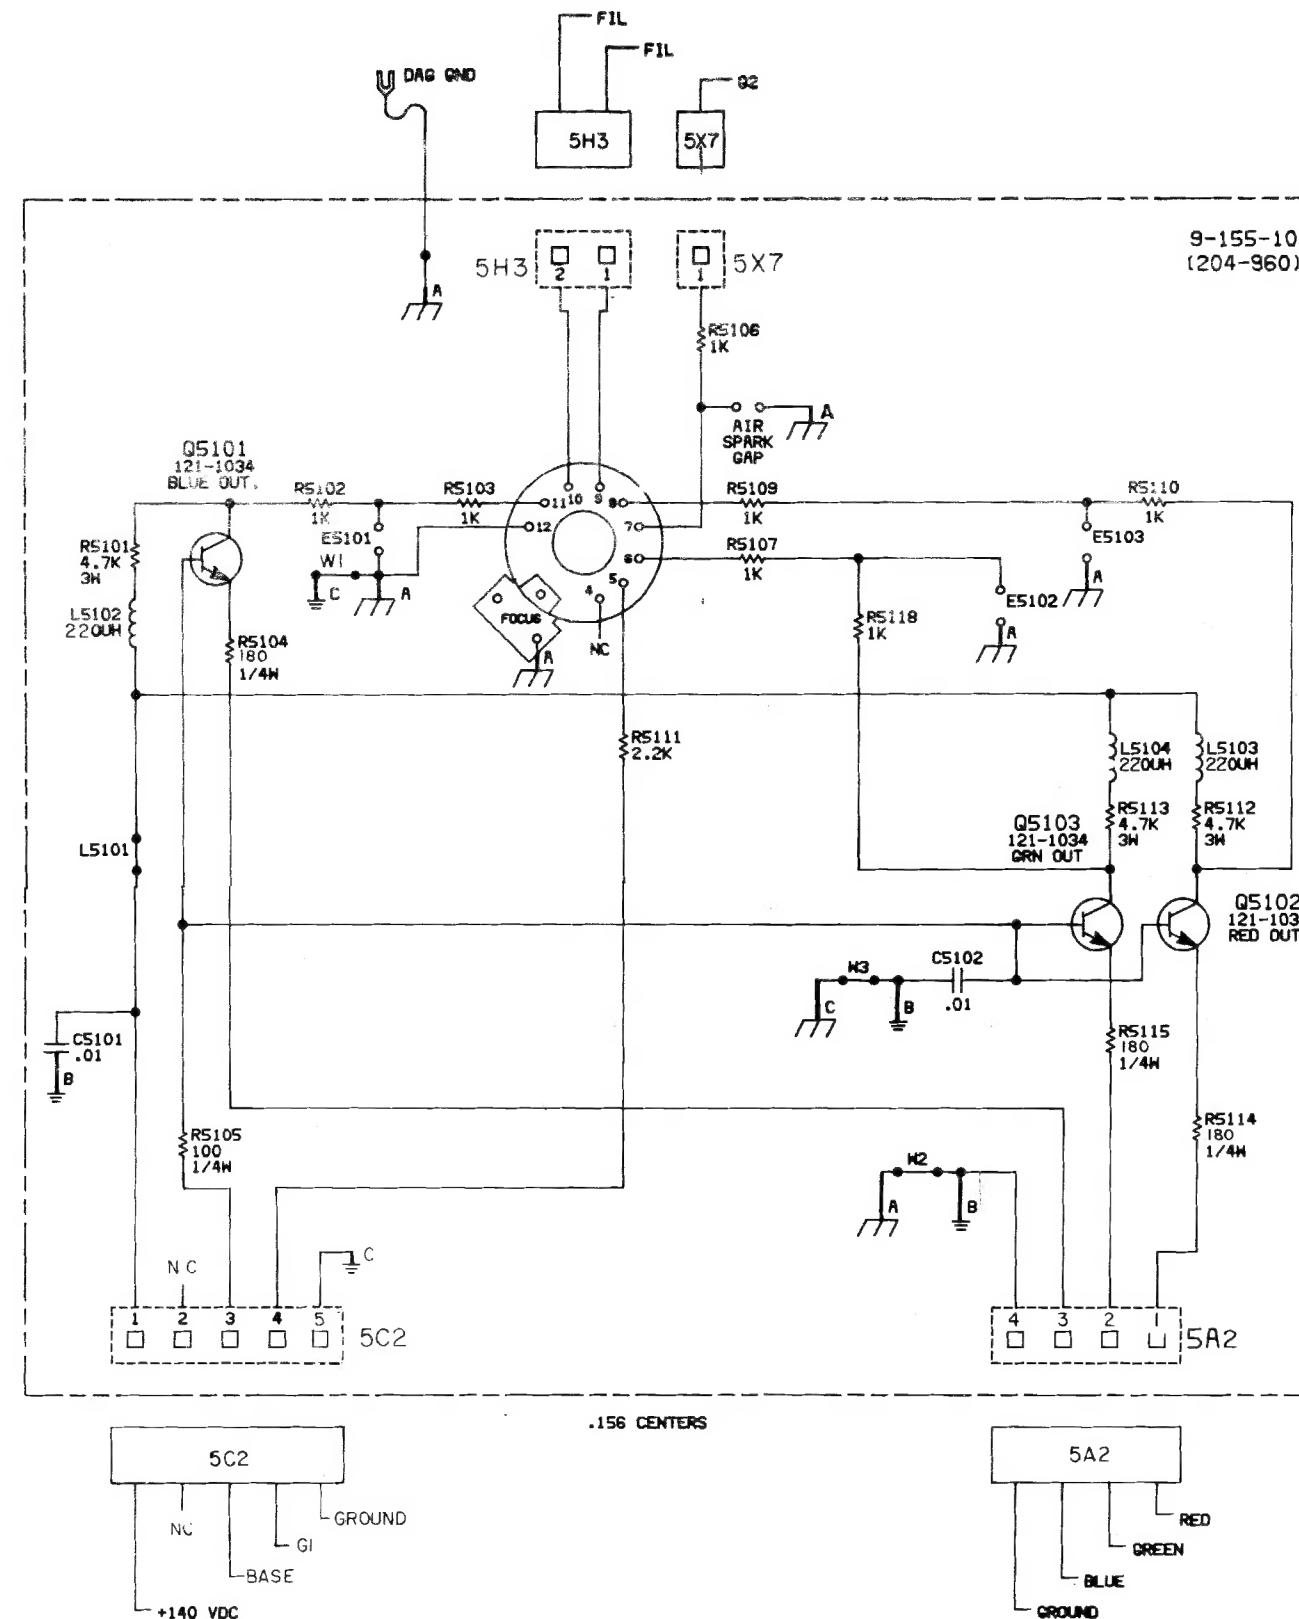 FIL
FIL
DAG GND
G2
5H3
5X7
9-155-10
(204-960)
5H3
2
1
1
5X7
A
R5106
1K
AIR
SPARK
GAP
A
Q5101
121-1034
BLUE OUT.
R5102
1K
R5103
1K
11
10
9
8
R5109
1K
R5110
1K
E5101
12
7
E5103
R5101
4.7K
3W
W1
C
A
6
R5107
1K
A
5
4
FOCUS
E5102
L5102
220UH
R5118
1K
A
R5104
180
1/4W
NC
A
R5111
2.2K
L5104
220UH
L5103
220UH
R5113
4.7K
3W
R5112
4.7K
3W
Q5103
121-1034
GRN OUT
L5101
Q5102
121-103
RED OUT
W3
C5102
.01
C
B
C5101
.01
B
R5115
180
1/4W
R5105
100
1/4W
R5114
180
1/4W
W2
A
B
C
NC
1
2
3
4
5
5C2
4
3
2
1
5A2
.156 CENTERS
5C2
5A2
NC
GROUND
G1
BASE
+140 VDC
RED
GREEN
BLUE
GROUND